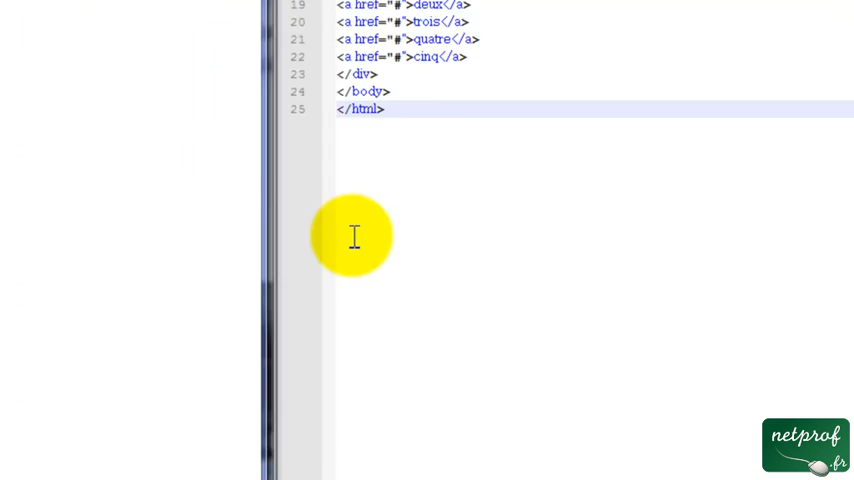 19 <a href="#">deux</a>
20 <a href="#">trois</a>
21 <a href="#">quatre</a>
22 <a href="#">cinq</a>
23 </div>
24 </body>
25 </html>
netprof
.fr